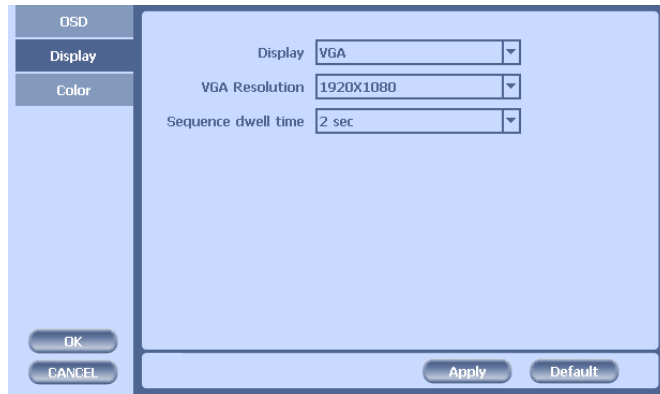 OSD
Display
Color
Display VGA
VGA Resolution 1920X1080
Sequence dwell time 2 sec
OK
CANCEL
Apply Default